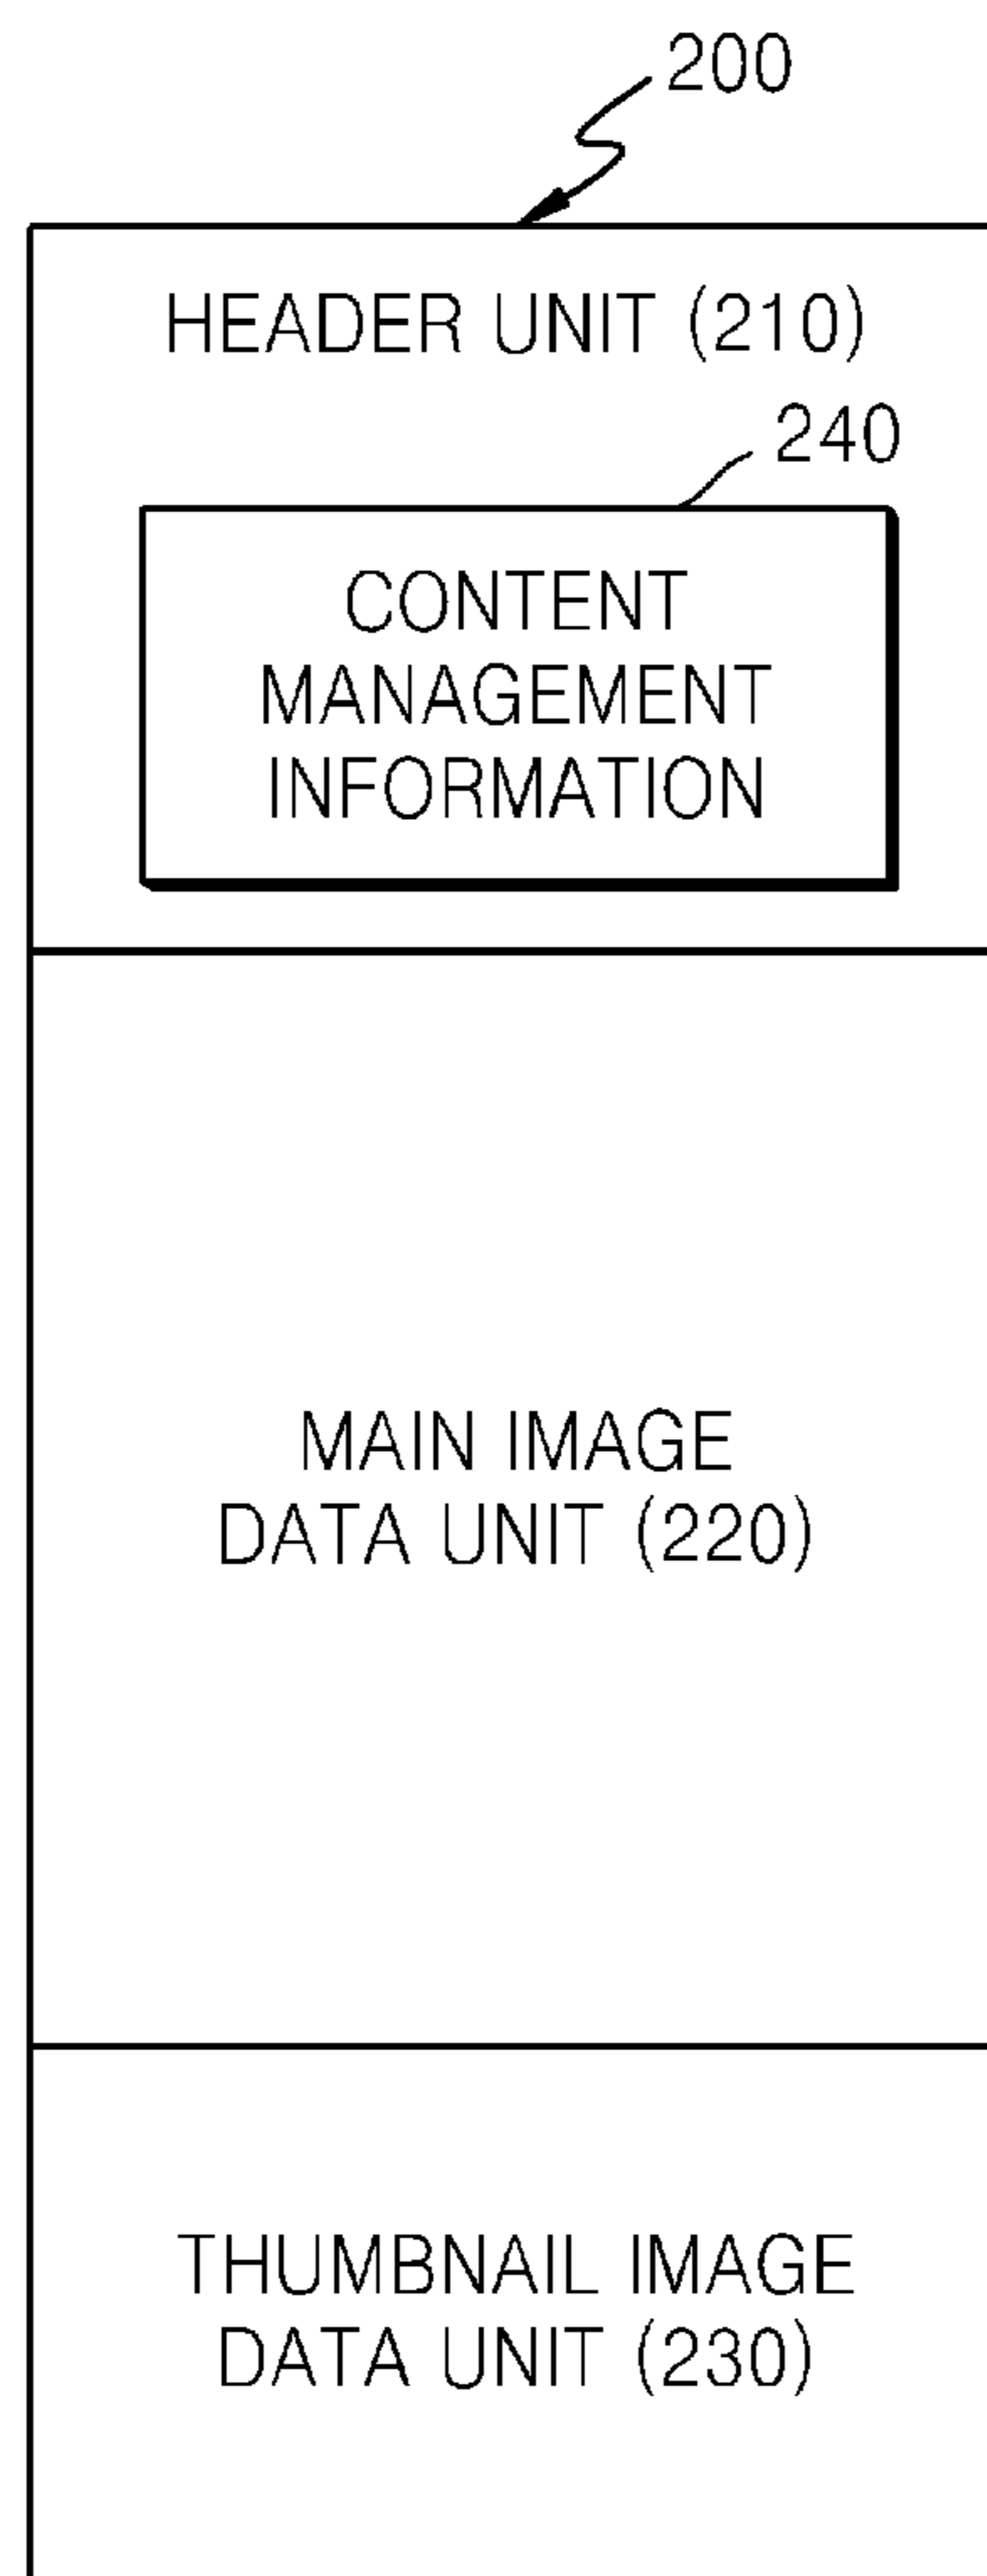 200
HEADER UNIT (210)
240
CONTENT
MANAGEMENT
INFORMATION
MAIN IMAGE
DATA UNIT (220)
THUMBNAIL IMAGE
DATA UNIT (230)